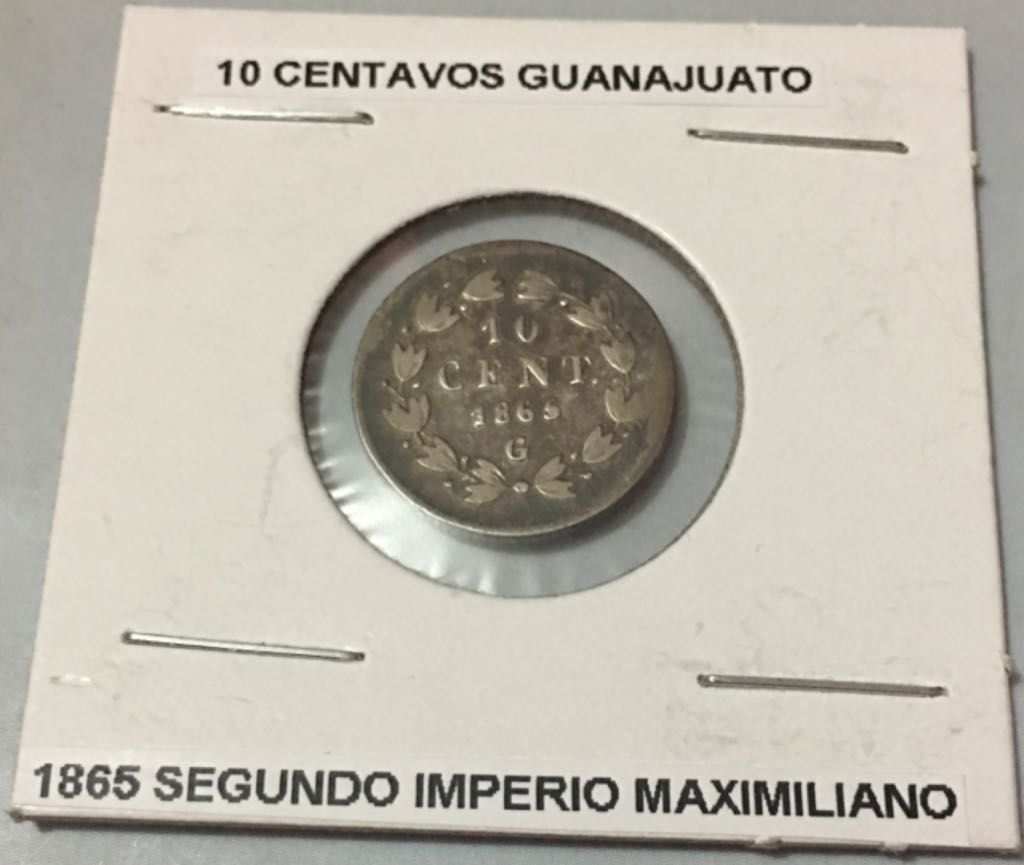 10 CENTAVOS GUANAJUATO
10
CENT.
1865
G
1865 SEGUNDO IMPERIO MAXIMILIANO